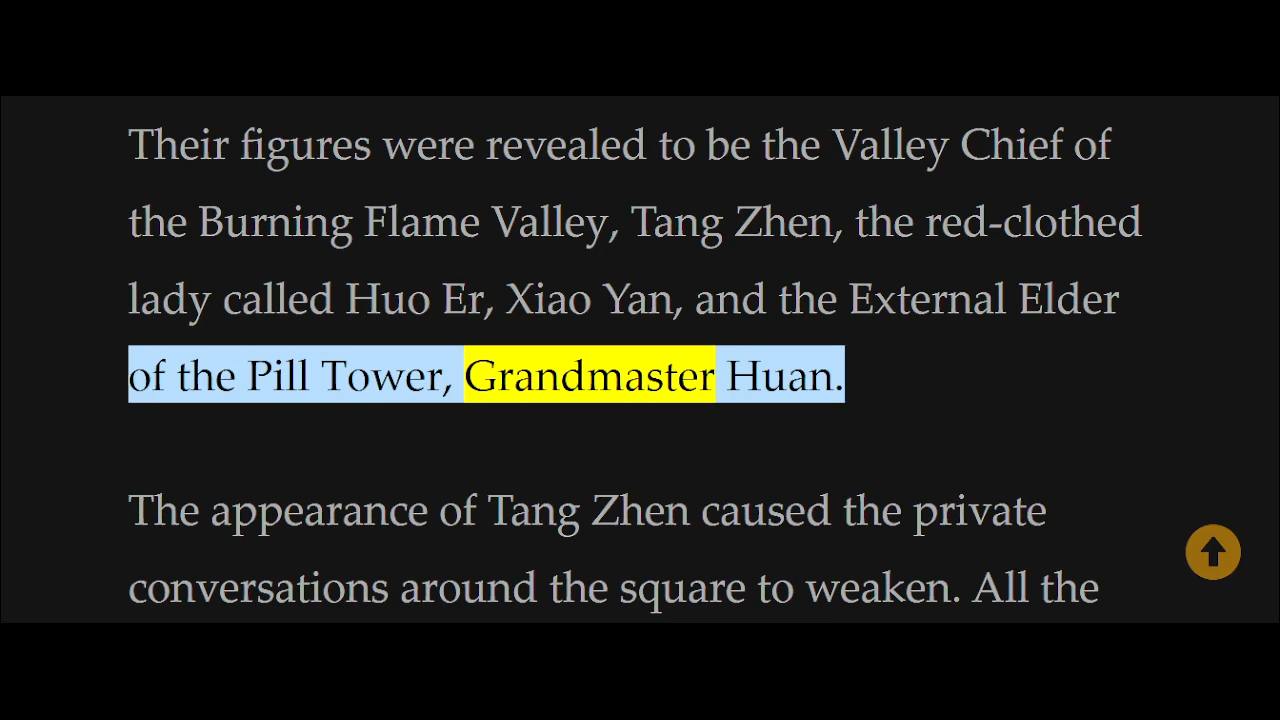 Their figures were revealed to be the Valley Chief of
the Burning Flame Valley, Tang Zhen, the red-clothed
lady called Huo Er, Xiao Yan, and the External Elder
of the Pill Tower, Grandmaster Huan.
The appearance of Tang Zhen caused the private
conversations around the square to weaken. All the